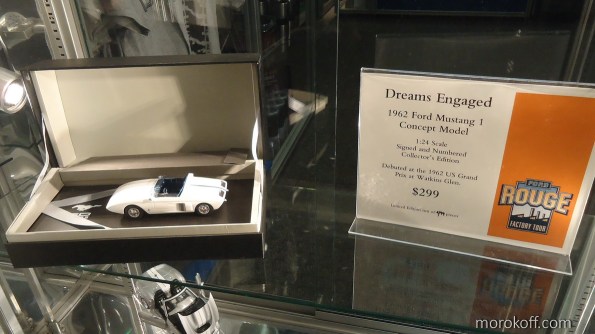 Dreams Engaged
1962 Ford Mustang 1
Concept Model
1:24 Scale
Signed and Numbered
Collector's Edition
Debuted at the 1962 US Grand
Prix at Watkins Glen.
$299
FORD
ROUGE
FACTORY TOUR
morokoff.com